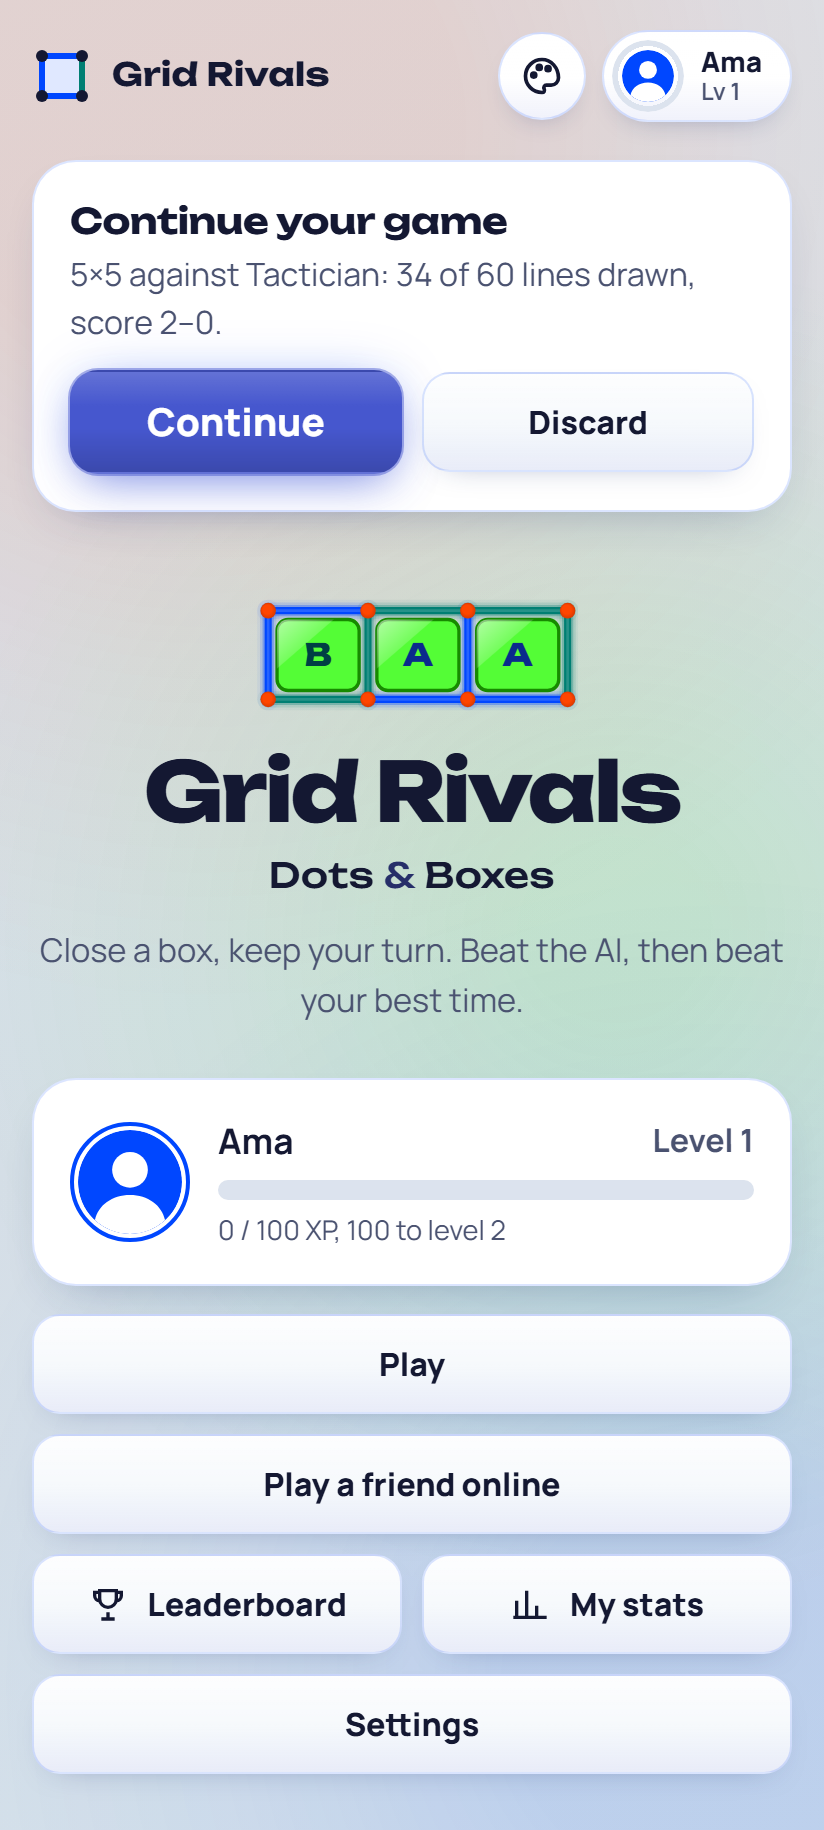 Grid Rivals
Ama
Lv 1
Continue your game
5×5 against Tactician: 34 of 60 lines drawn,
score 2–0.
Continue
Discard
B A A
Grid Rivals
Dots & Boxes
Close a box, keep your turn. Beat the AI, then beat
your best time.
Ama
Level 1
0 / 100 XP, 100 to level 2
Play
Play a friend online
Leaderboard
My stats
Settings